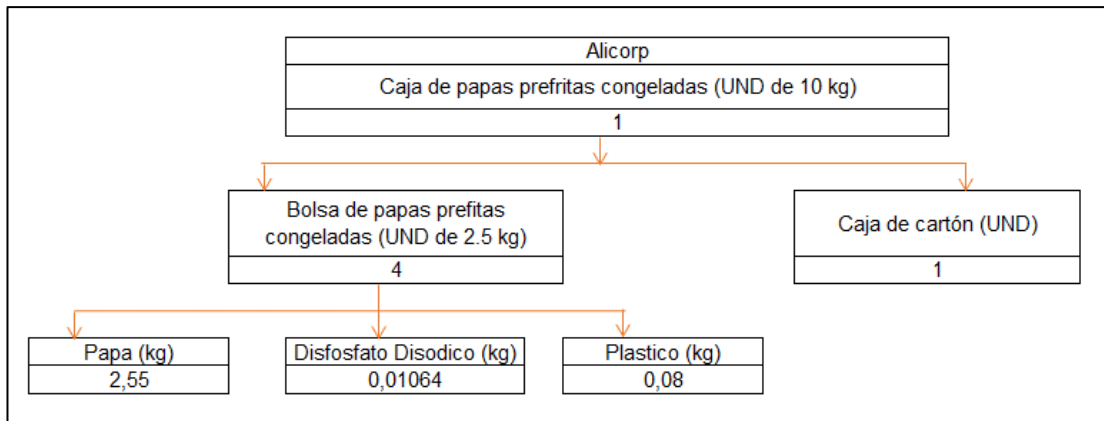 Alicorp
Caja de papas prefritas congeladas (UND de 10 kg)
1
Bolsa de papas prefitas
congeladas (UND de 2.5 kg)
4
Caja de cartón (UND)
1
Papa (kg)
2,55
Disfosfato Disodico (kg)
0,01064
Plastico (kg)
0,08